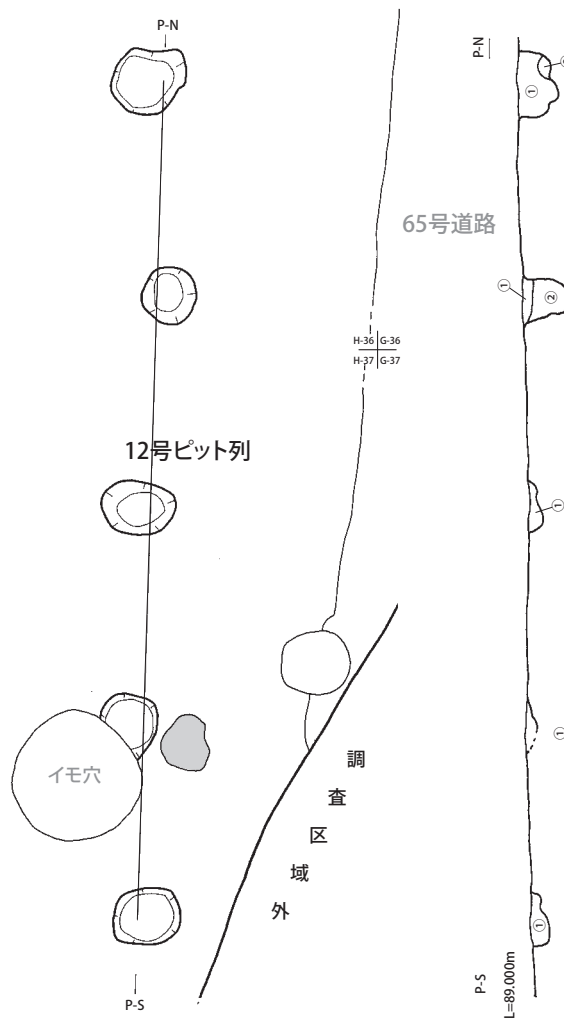 P-N
P-N
①
65号道路
①
②
H-36 G-36
H-37 G-37
12号ピット列
①
イモ穴
①
調査区域外
①
P-S
P-S
L=89.000m